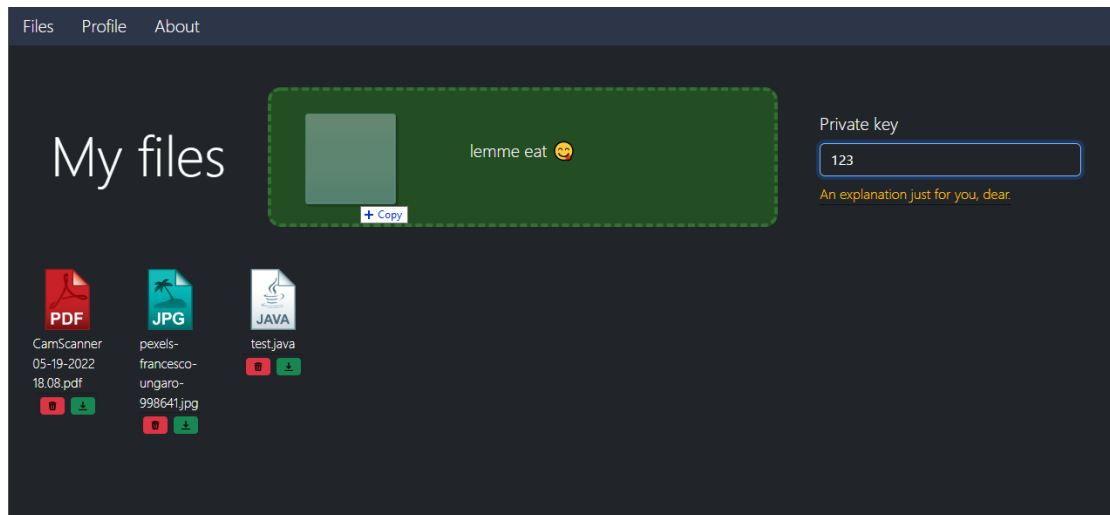 Files Profile About
My files
lemme eat 😋
+ Copy
Private key
123
An explanation just for you, dear.
PDF
CamScanner
05-19-2022
18.08.pdf
JPG
pexels-
francesco-
ungaro-
998641.jpg
JAVA
test.java